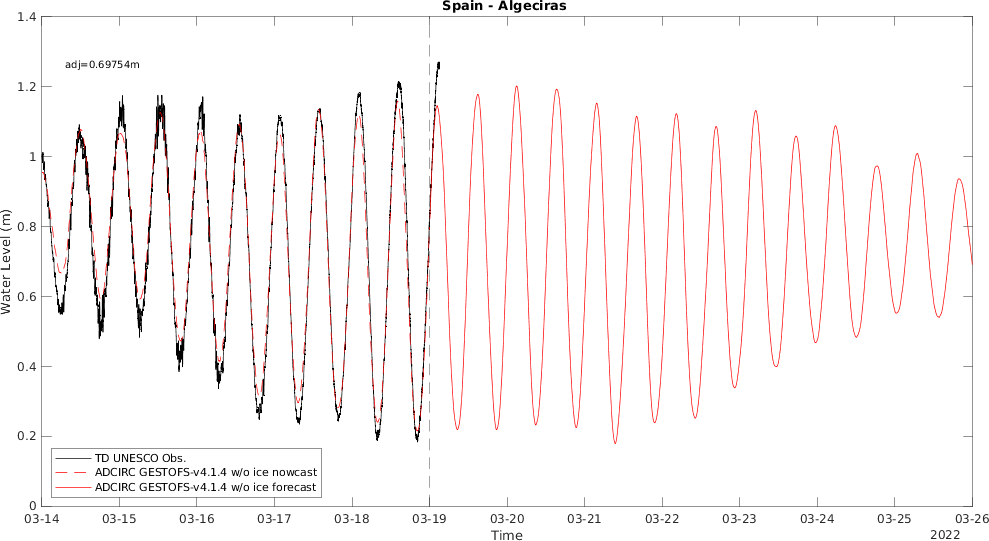 Spain - Algeciras
adj=0.69754m
Water Level (m)
1.4
1.2
1
0.8
0.6
0.4
0.2
0
TD UNESCO Obs.
ADCIRC GESTOFS-v4.1.4 w/o ice nowcast
ADCIRC GESTOFS-v4.1.4 w/o ice forecast
03-14 03-15 03-16 03-17 03-18 03-19 03-20 03-21 03-22 03-23 03-24 03-25 03-26
Time
2022